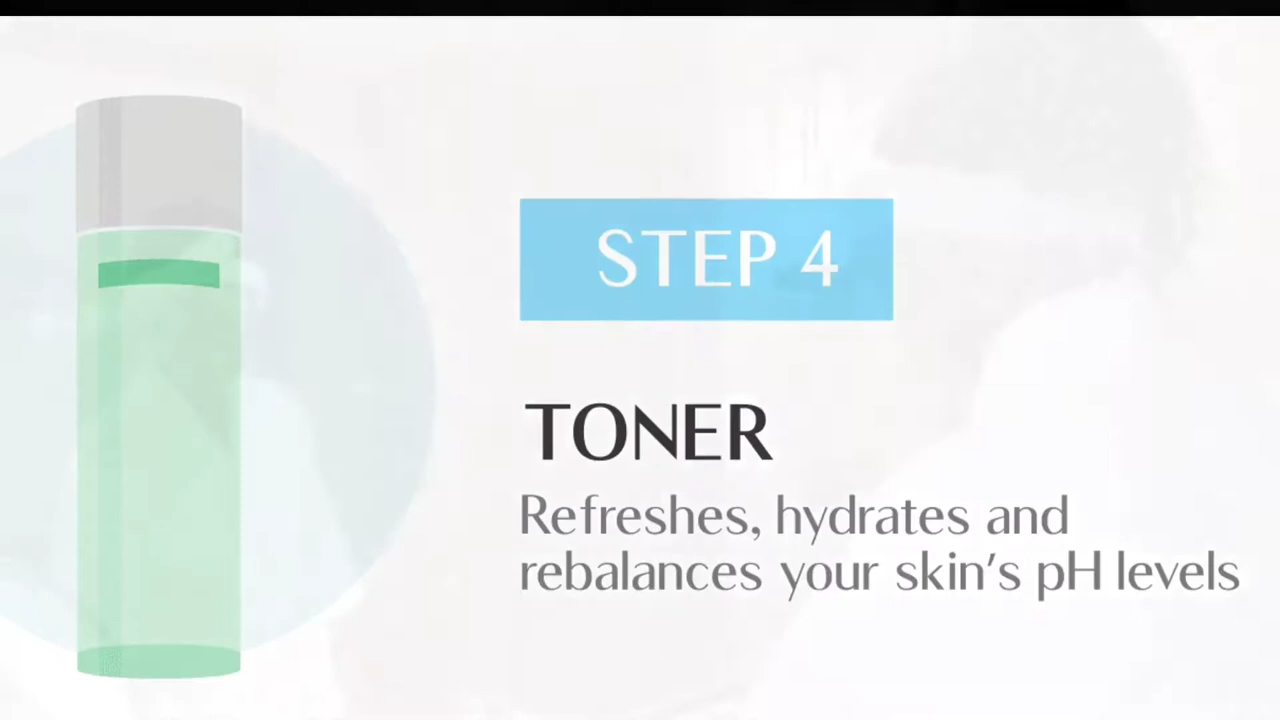 STEP 4
TONER
Refreshes, hydrates and
rebalances your skin's pH levels